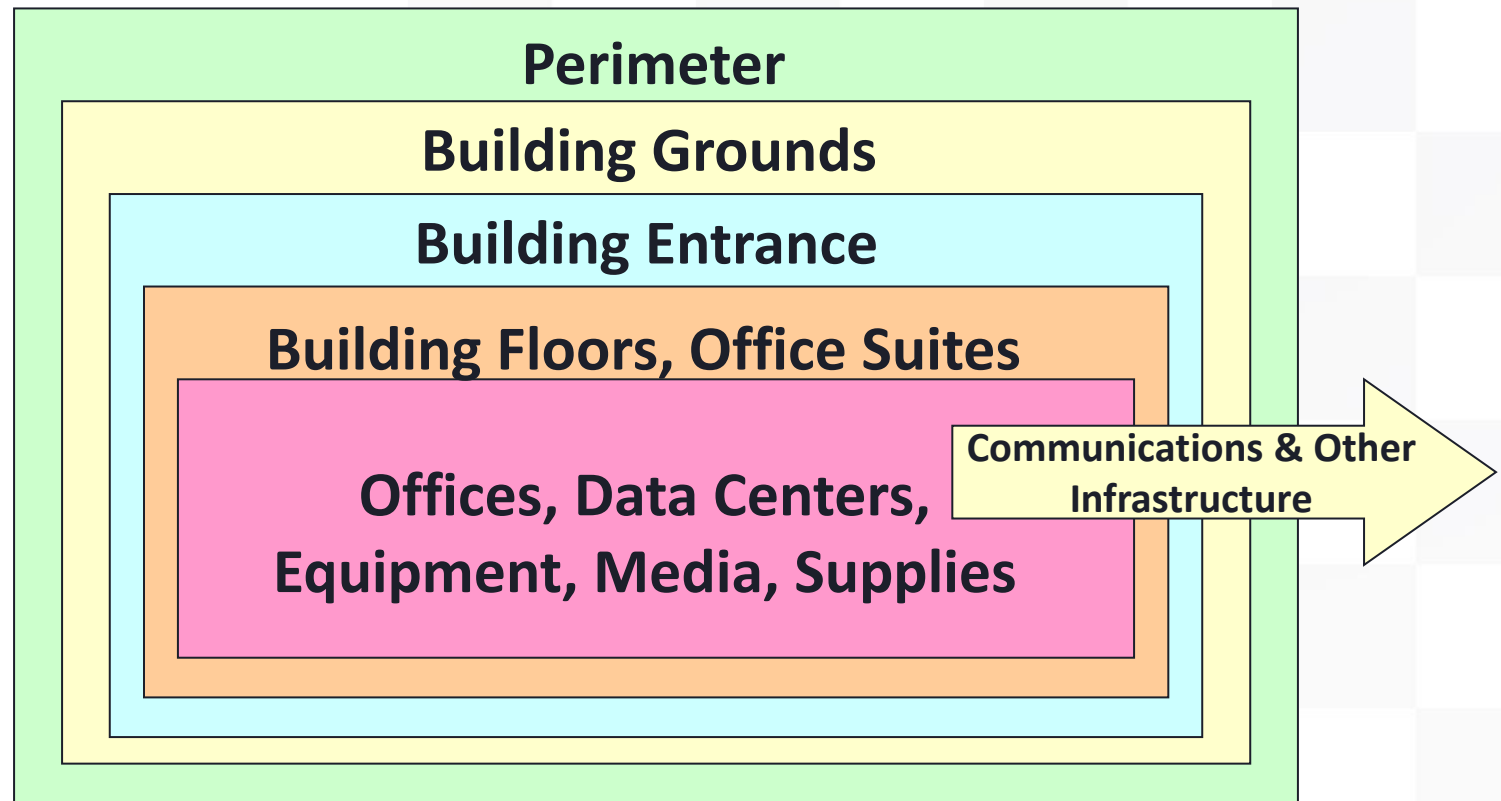 Perimeter
Building Grounds
Building Entrance
Building Floors, Office Suites
Offices, Data Centers,
Equipment, Media, Supplies
Communications & Other
Infrastructure